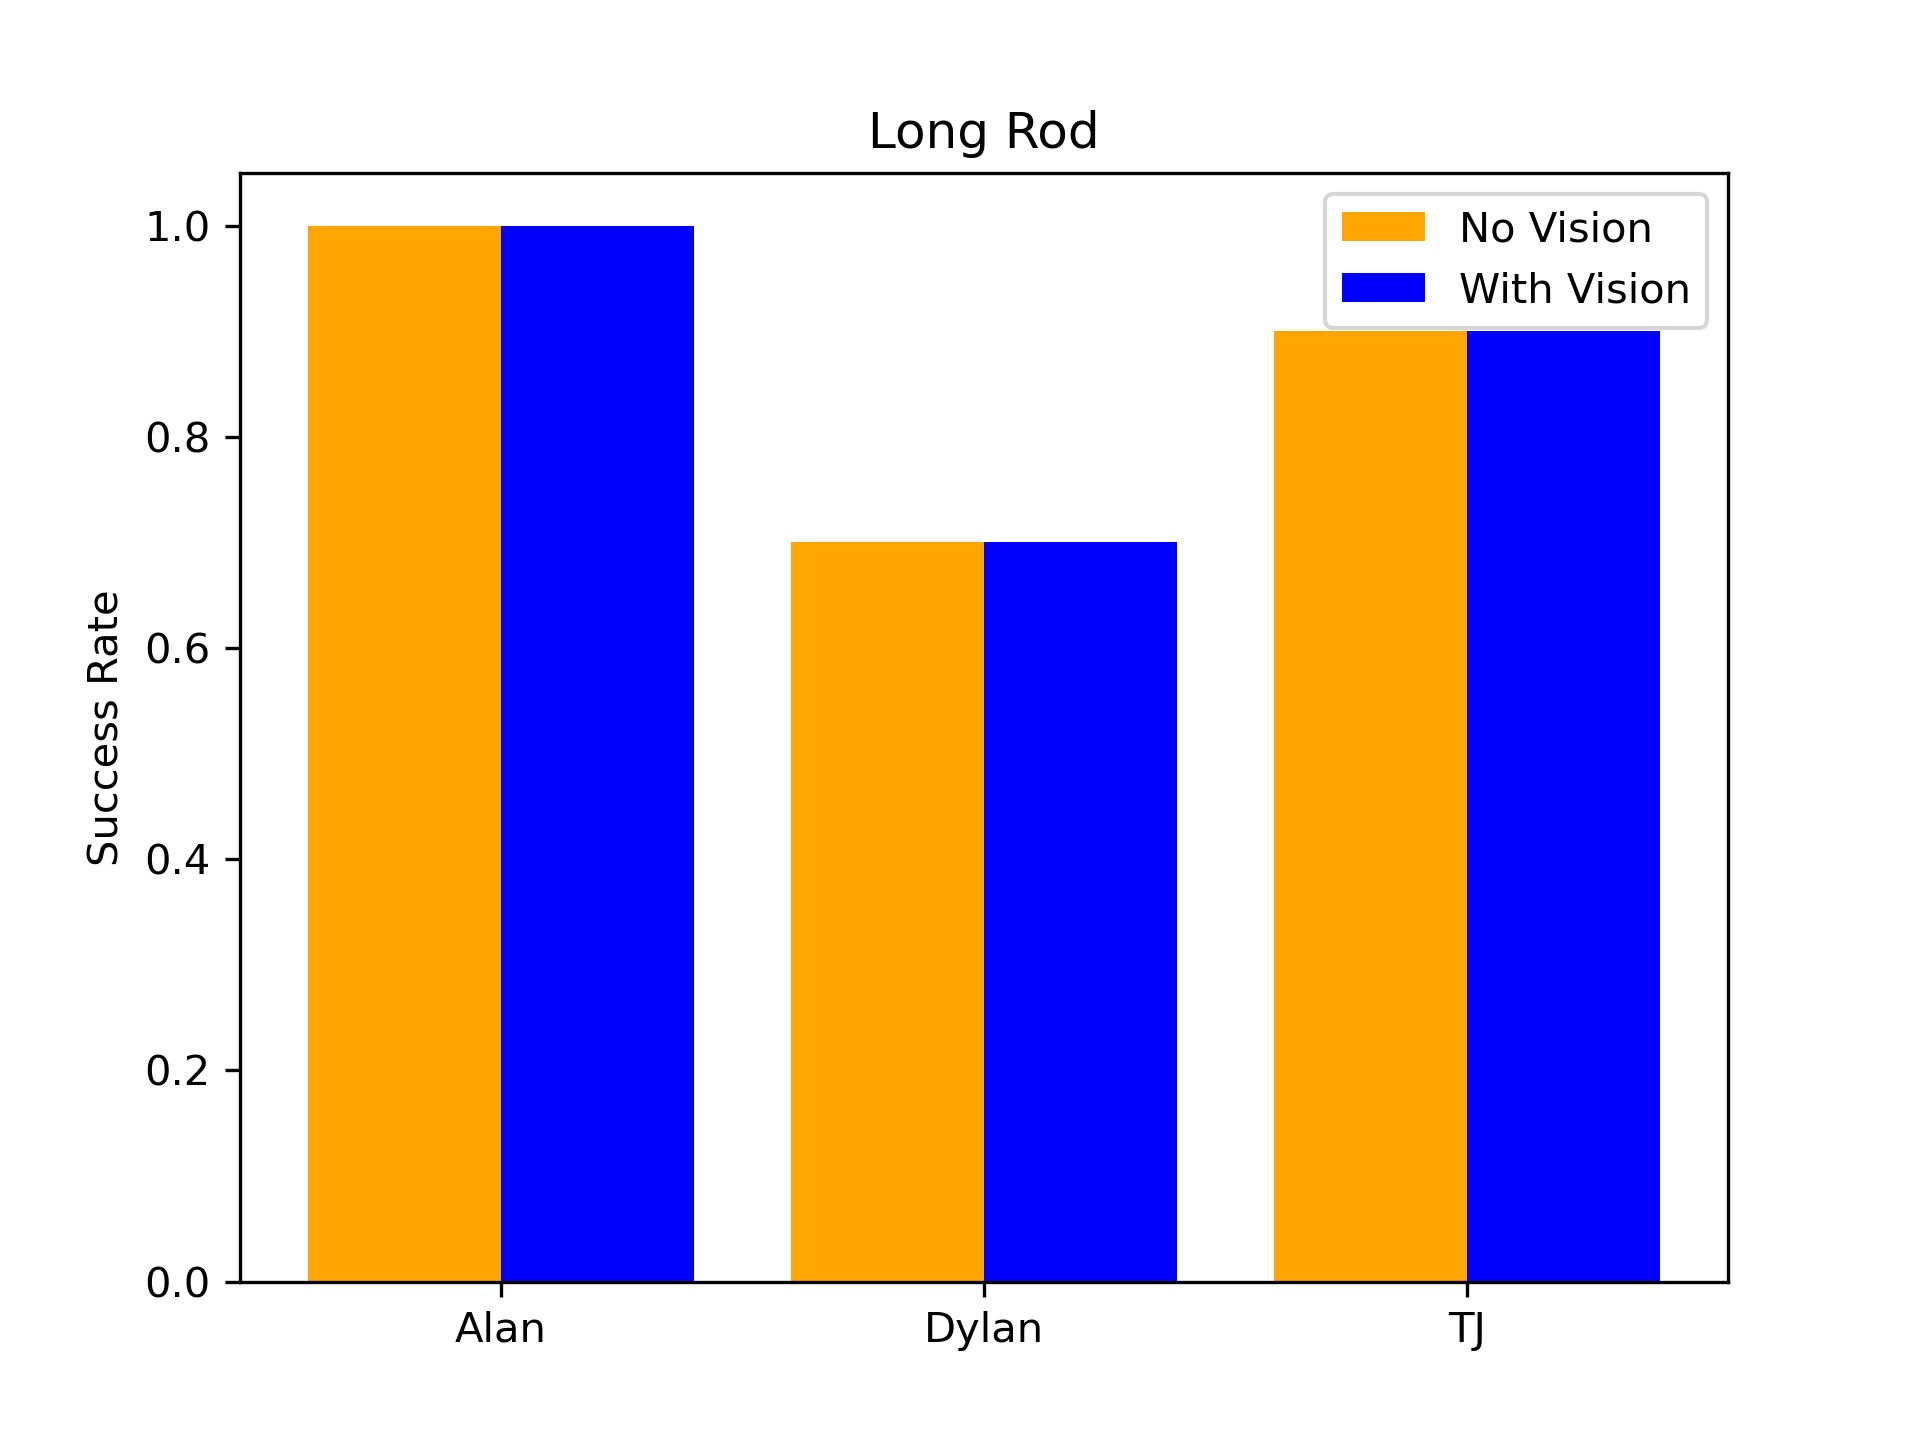 Long Rod
No Vision
With Vision
Success Rate
1.0
0.8
0.6
0.4
0.2
0.0
Alan
Dylan
TJ